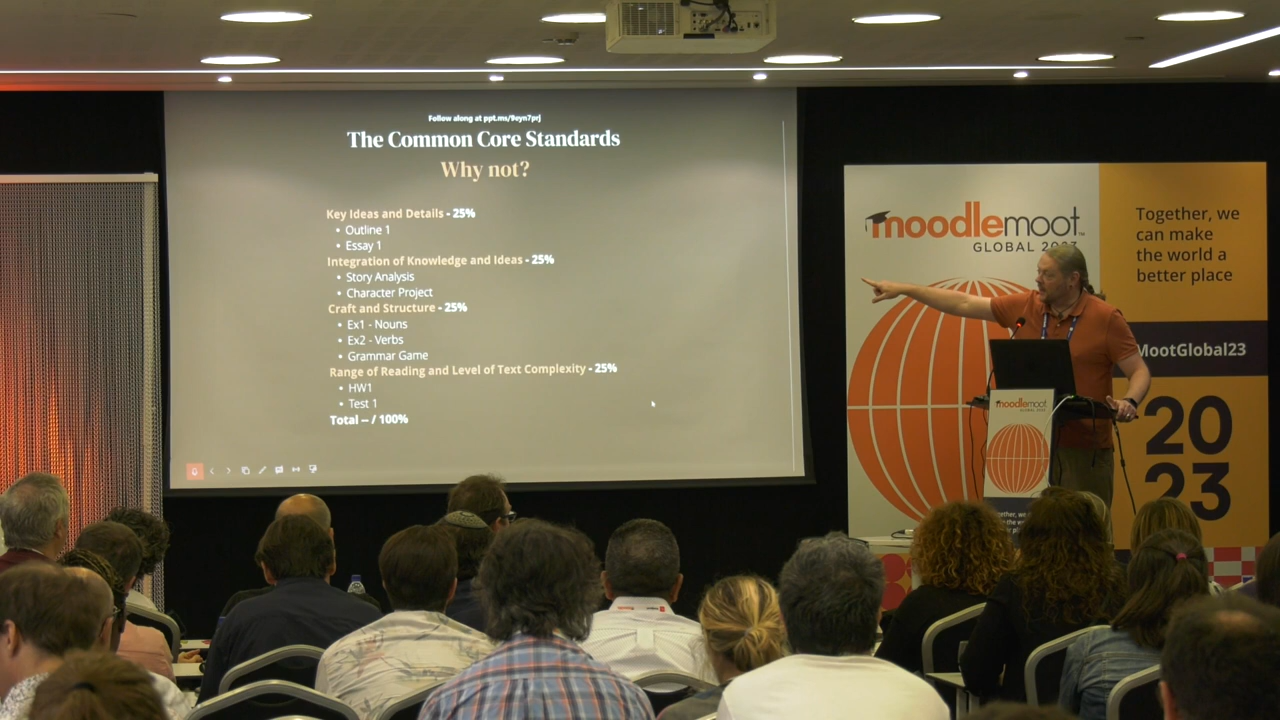 Follow along at ppt.ms/9eyn7prj
The Common Core Standards
Why not?
Key Ideas and Details - 25%
• Outline 1
• Essay 1
Integration of Knowledge and Ideas - 25%
• Story Analysis
• Character Project
Craft and Structure - 25%
• Ex1 - Nouns
• Ex2 - Verbs
• Grammar Game
Range of Reading and Level of Text Complexity - 25%
• HW1
• Test 1
Total -- / 100%
moodlemoot
GLOBAL 2023
Together, we
can make
the world a
better place
MootGlobal23
20
23
moodlemoot